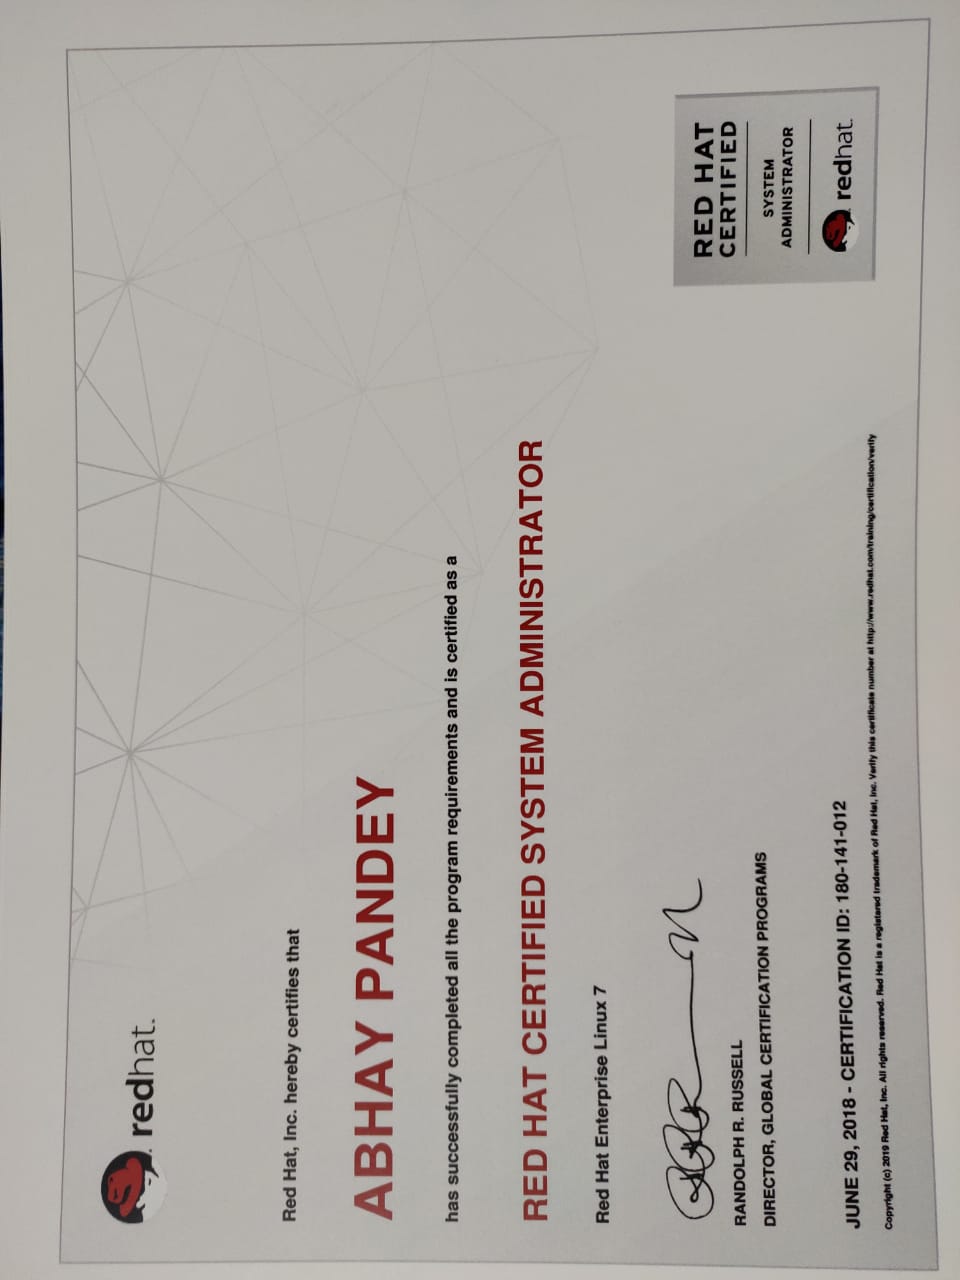 redhat.
Red Hat, Inc. hereby certifies that
ABHAY PANDEY
has successfully completed all the program requirements and is certified as a
RED HAT CERTIFIED SYSTEM ADMINISTRATOR
Red Hat Enterprise Linux 7
RANDOLPH R. RUSSELL
DIRECTOR, GLOBAL CERTIFICATION PROGRAMS
JUNE 29, 2018 - CERTIFICATION ID: 180-141-012
Copyright (c) 2019 Red Hat, Inc. All rights reserved. Red Hat is a registered trademark of Red Hat, Inc. Verify this certificate number at http://www.redhat.com/training/certification/verify
RED HAT
CERTIFIED
SYSTEM
ADMINISTRATOR
redhat.